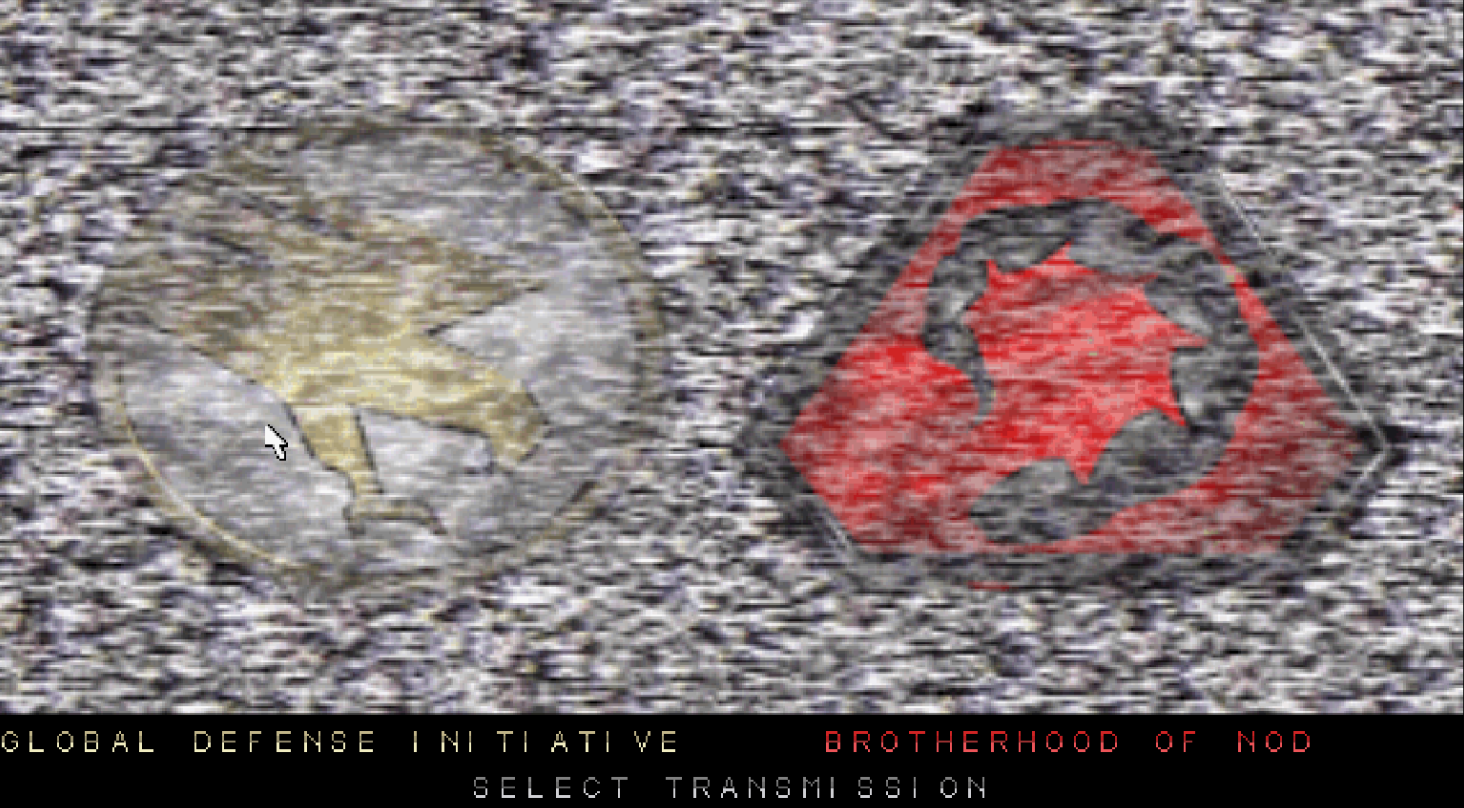 GLOBAL DEFENSE INITIATIVE BROTHERHOOD OF NOD
SELECT TRANSMISSION